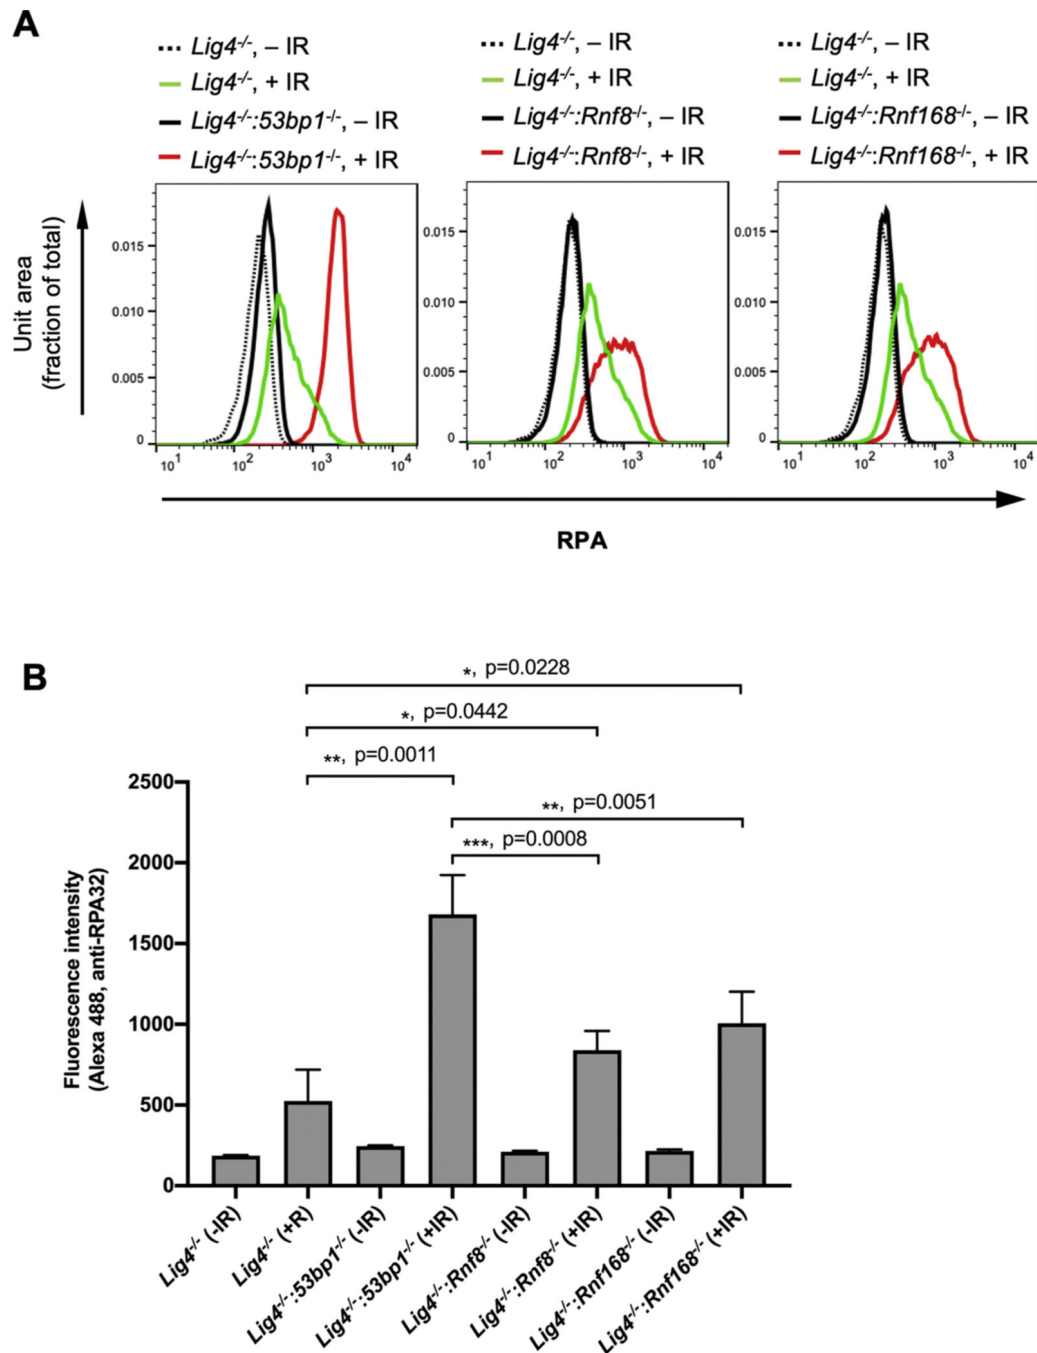 A
Lig4-/-, – IR
Lig4-/-, + IR
Lig4-/-:53bp1-/-, – IR
Lig4-/-:53bp1-/-, + IR
Lig4-/-, – IR
Lig4-/-, + IR
Lig4-/-:Rnf8-/-, – IR
Lig4-/-:Rnf8-/-, + IR
Lig4-/-, – IR
Lig4-/-, + IR
Lig4-/-:Rnf168-/-, – IR
Lig4-/-:Rnf168-/-, + IR
Unit area
(fraction of total)
0.015
0.010
0.005
0
101 102 103 104
0.015
0.010
0.005
0
101 102 103 104
0.015
0.010
0.005
0
101 102 103 104
RPA
B
*, p=0.0228
*, p=0.0442
**, p=0.0011
**, p=0.0051
***, p=0.0008
Fluorescence intensity
(Alexa 488, anti-RPA32)
2500
2000
1500
1000
500
0
Lig4-/- (-IR)
Lig4-/- (+R)
Lig4-/-:53bp1-/- (-IR)
Lig4-/-:53bp1-/- (+IR)
Lig4-/-:Rnf8-/- (-IR)
Lig4-/-:Rnf8-/- (+IR)
Lig4-/-:Rnf168-/- (-IR)
Lig4-/-:Rnf168-/- (+IR)